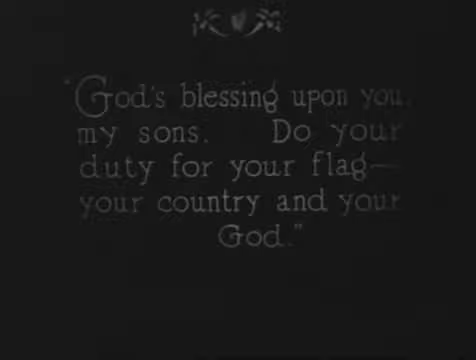 "God's blessing upon you,
my sons. Do your
duty for your flag—
your country and your
God."